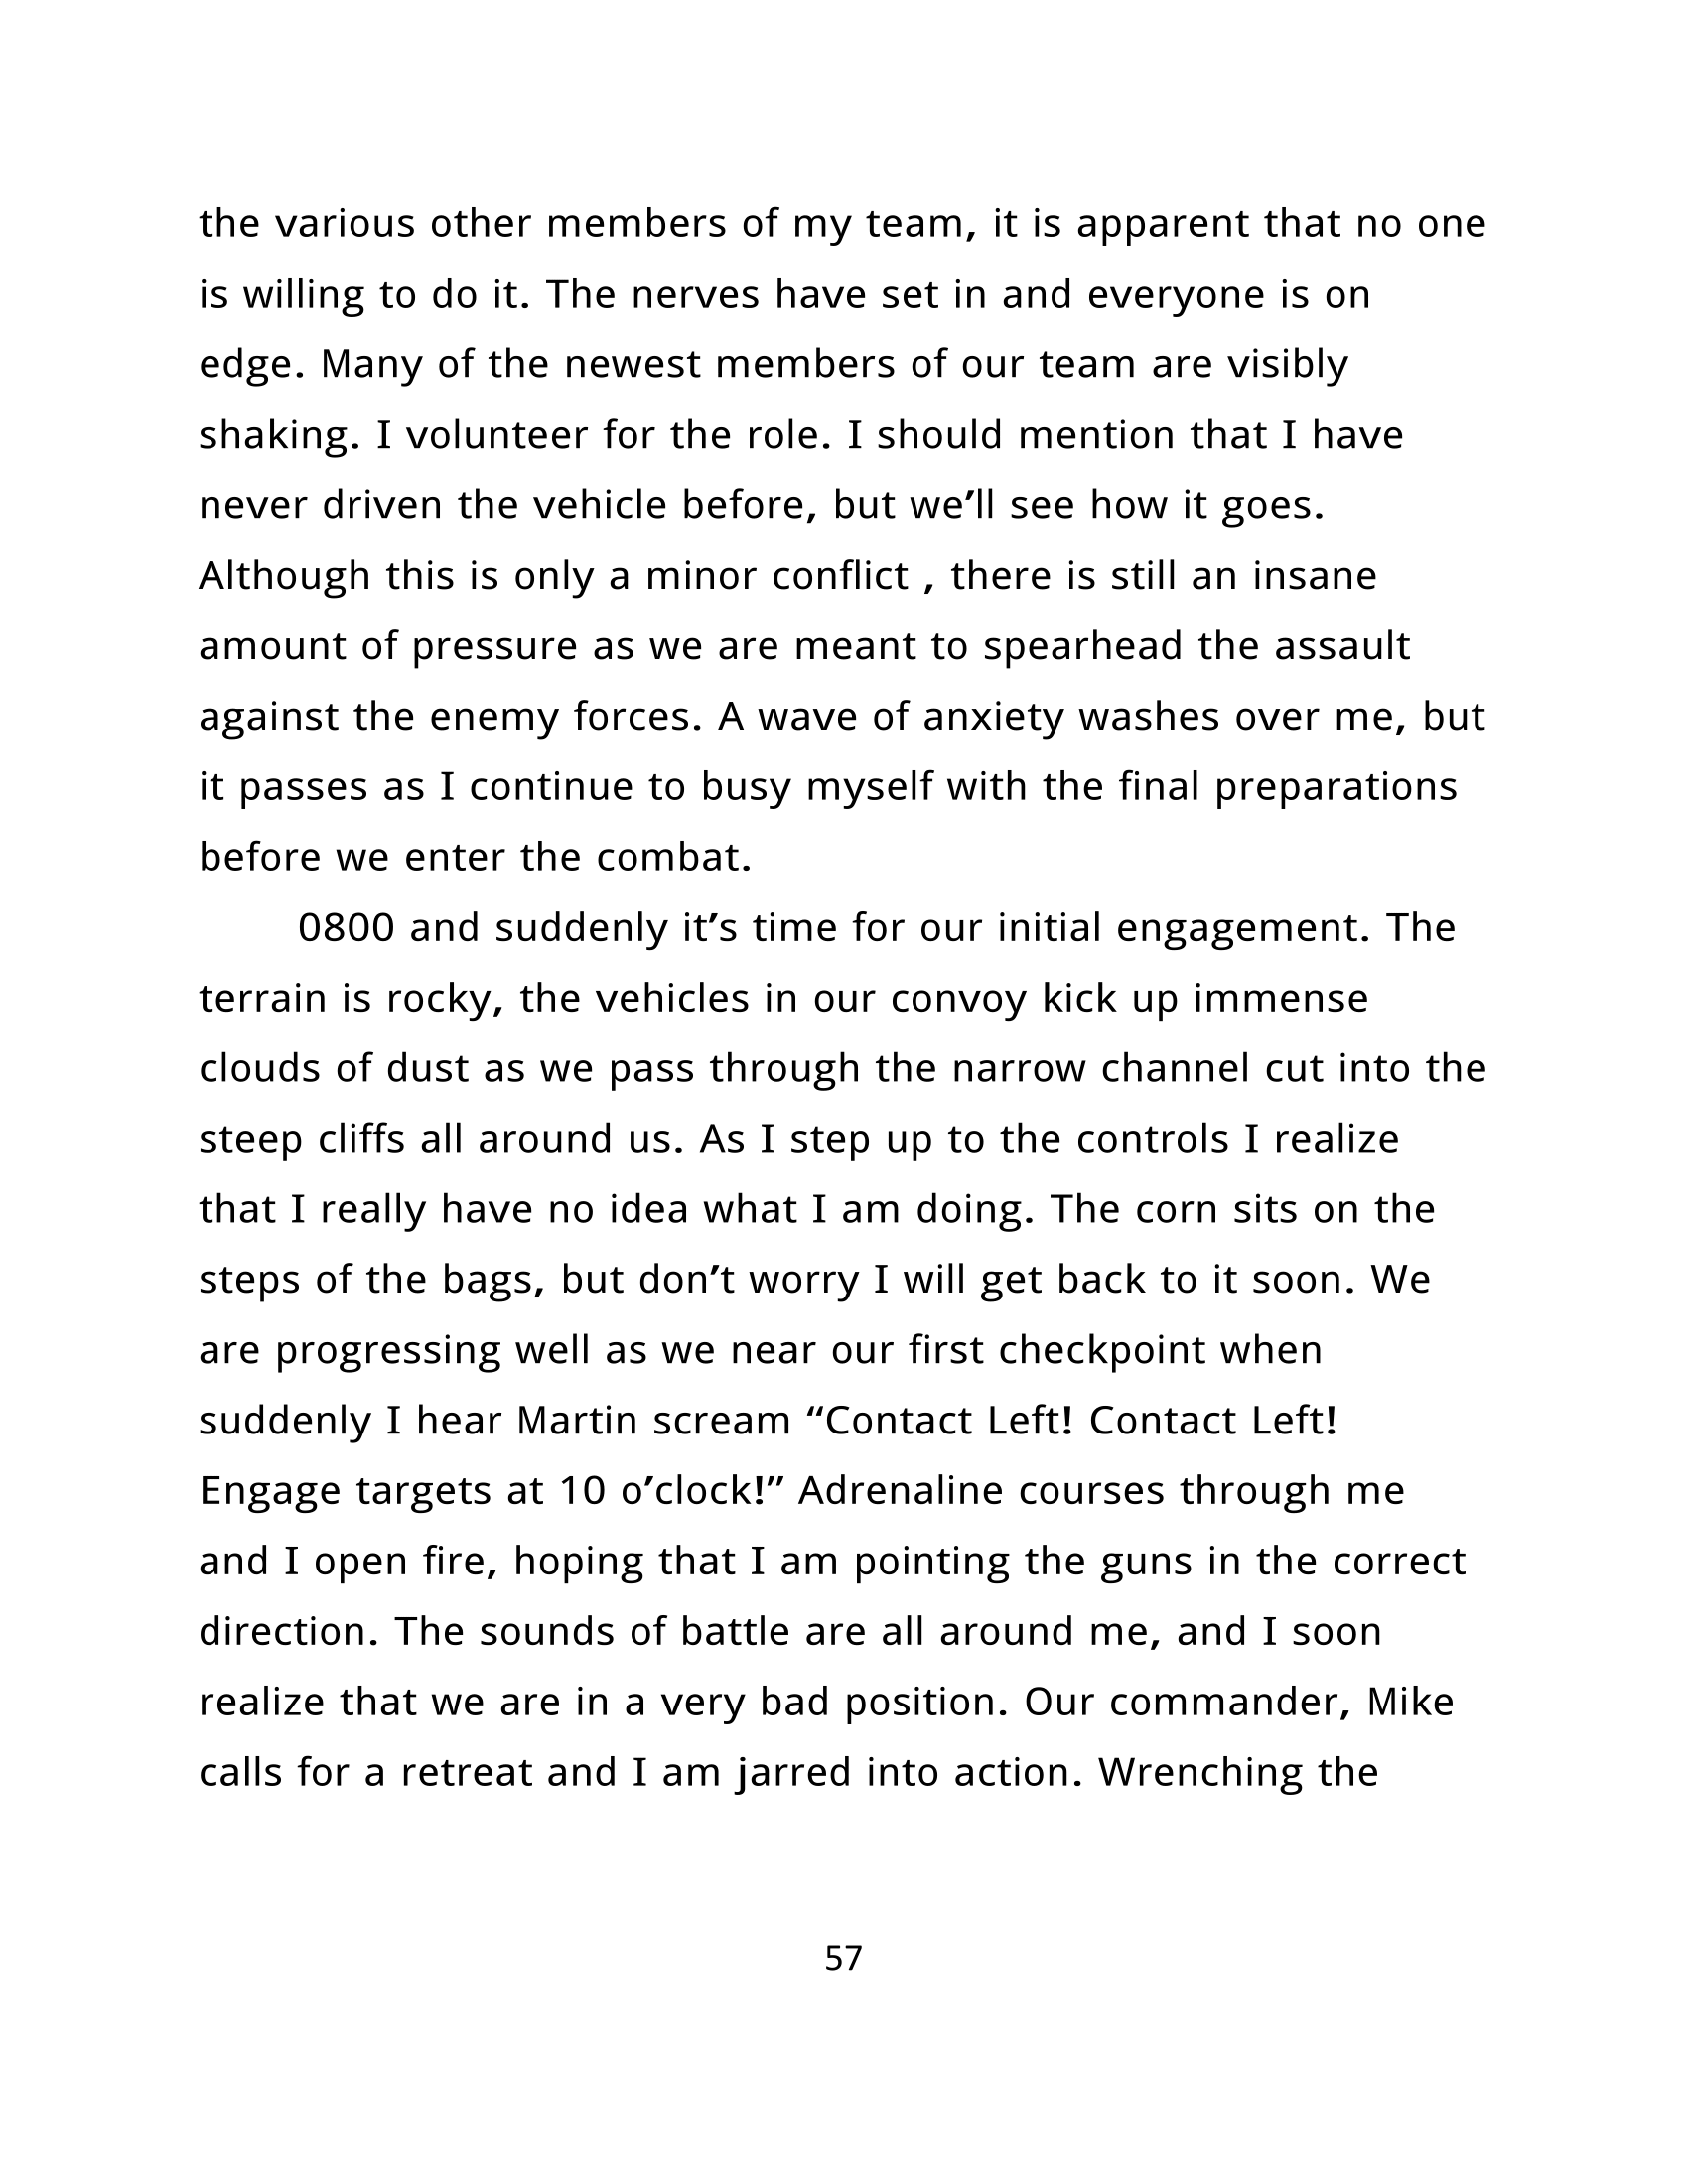 the various other members of my team, it is apparent that no one
is willing to do it. The nerves have set in and everyone is on
edge. Many of the newest members of our team are visibly
shaking. I volunteer for the role. I should mention that I have
never driven the vehicle before, but we’ll see how it goes.
Although this is only a minor conflict , there is still an insane
amount of pressure as we are meant to spearhead the assault
against the enemy forces. A wave of anxiety washes over me, but
it passes as I continue to busy myself with the final preparations
before we enter the combat.
0800 and suddenly it’s time for our initial engagement. The
terrain is rocky, the vehicles in our convoy kick up immense
clouds of dust as we pass through the narrow channel cut into the
steep cliffs all around us. As I step up to the controls I realize
that I really have no idea what I am doing. The corn sits on the
steps of the bags, but don’t worry I will get back to it soon. We
are progressing well as we near our first checkpoint when
suddenly I hear Martin scream “Contact Left! Contact Left!
Engage targets at 10 o’clock!” Adrenaline courses through me
and I open fire, hoping that I am pointing the guns in the correct
direction. The sounds of battle are all around me, and I soon
realize that we are in a very bad position. Our commander, Mike
calls for a retreat and I am jarred into action. Wrenching the
57